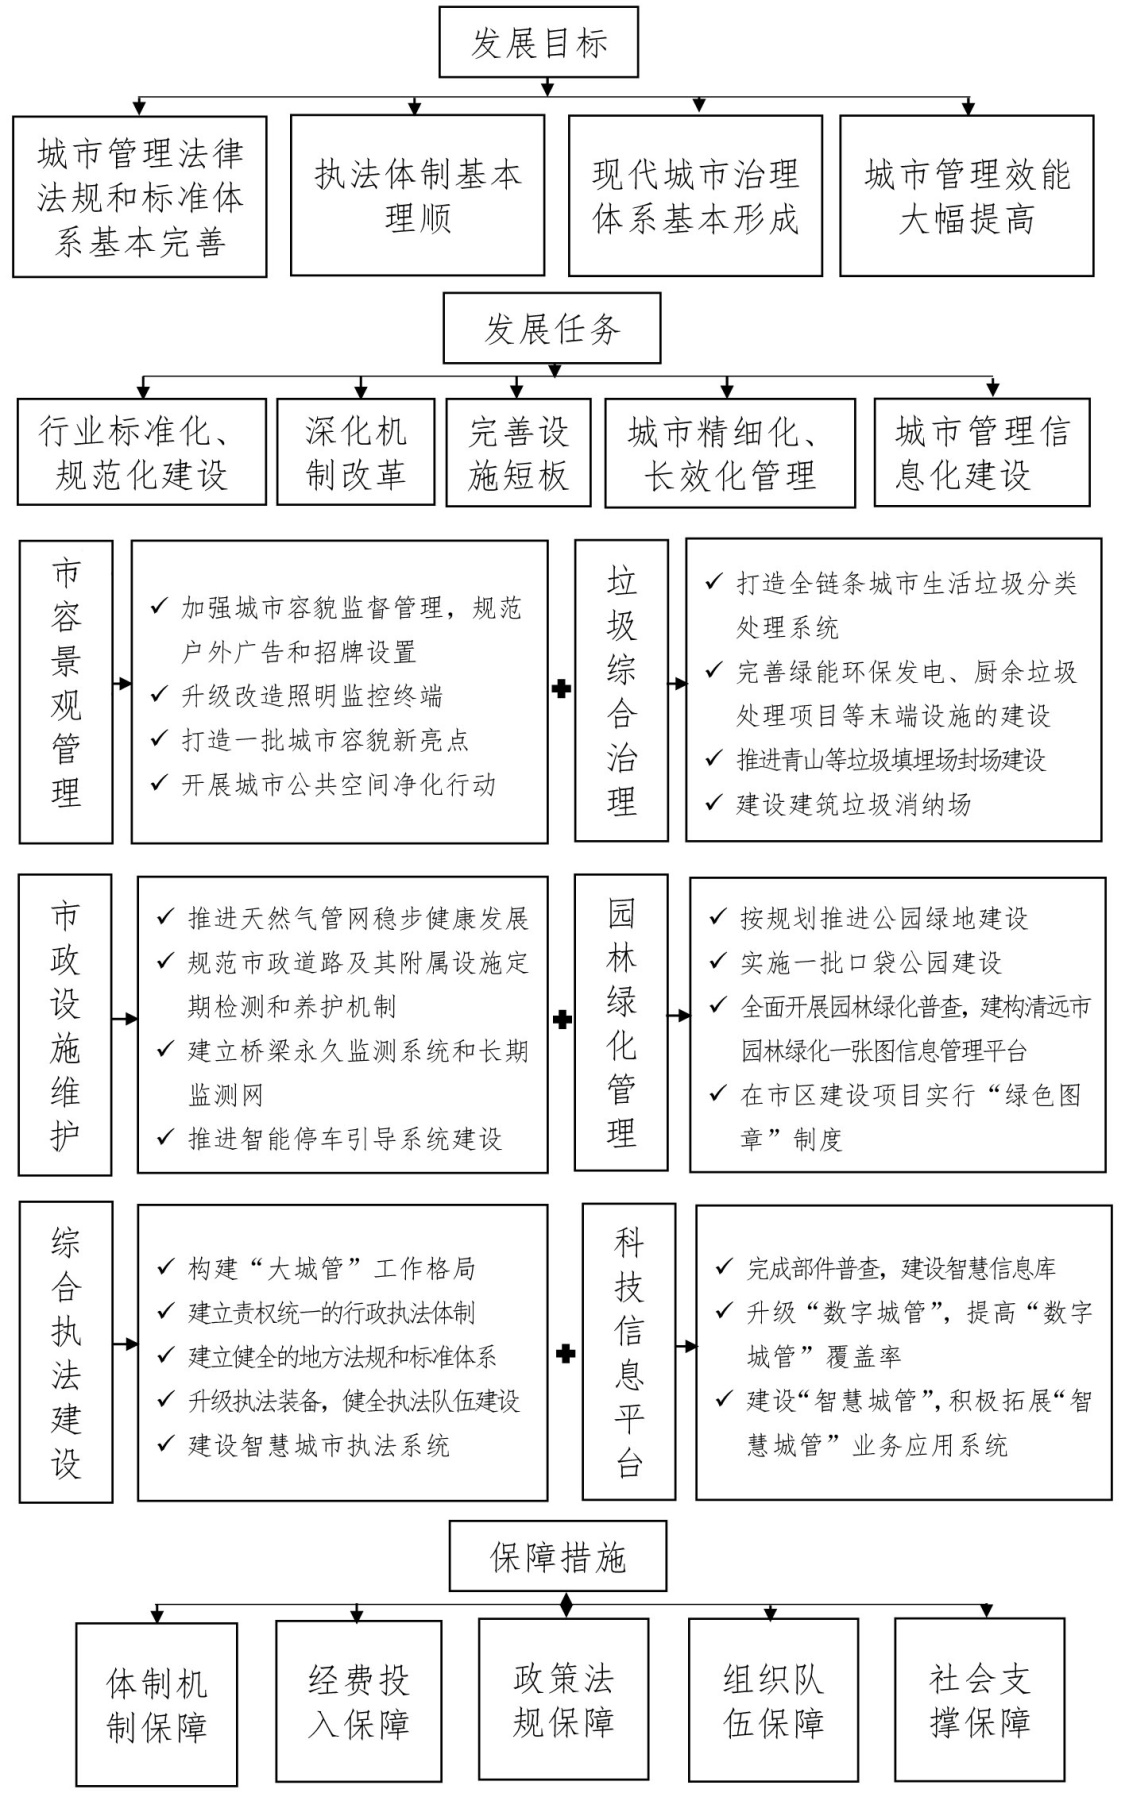 发展目标
城市管理法律
法规和标准体
系基本完善
执法体制基本
理顺
现代城市治理
体系基本形成
城市管理效能
大幅提高
发展任务
行业标准化、
规范化建设
深化机
制改革
完善设
施短板
城市精细化、
长效化管理
城市管理信
息化建设
市容景观管理
✓ 加强城市容貌监督管理，规范
户外广告和招牌设置
✓ 升级改造照明监控终端
✓ 打造一批城市容貌新亮点
✓ 开展城市公共空间净化行动
垃圾综合治理
✓ 打造全链条城市生活垃圾分类
处理系统
✓ 完善绿能环保发电、厨余垃圾
处理项目等末端设施的建设
✓ 推进青山等垃圾填埋场封场建设
✓ 建设建筑垃圾消纳场
市政设施维护
✓ 推进天然气管网稳步健康发展
✓ 规范市政道路及其附属设施定
期检测和养护机制
✓ 建立桥梁永久监测系统和长期
监测网
✓ 推进智能停车引导系统建设
园林绿化管理
✓ 按规划推进公园绿地建设
✓ 实施一批口袋公园建设
✓ 全面开展园林绿化普查，建构清远市
园林绿化一张图信息管理平台
✓ 在市区建设项目实行“绿色图
章”制度
综合执法建设
✓ 构建“大城管”工作格局
✓ 建立责权统一的行政执法体制
✓ 建立健全的地方法规和标准体系
✓ 升级执法装备，健全执法队伍建设
✓ 建设智慧城市执法系统
科技信息平台
✓ 完成部件普查，建设智慧信息库
✓ 升级“数字城管”，提高“数字
城管”覆盖率
✓ 建设“智慧城管”，积极拓展“智
慧城管”业务应用系统
保障措施
体制机
制保障
经费投
入保障
政策法
规保障
组织队
伍保障
社会支
撑保障